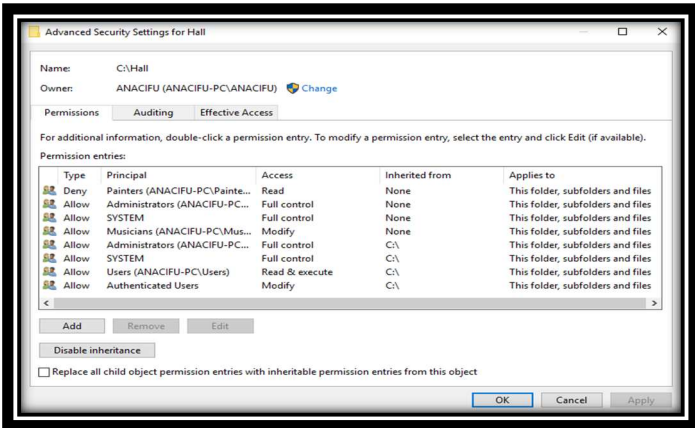 Advanced Security Settings for Hall
Name: C:\Hall
Owner: ANACIFU (ANACIFU-PC\ANACIFU) Change
Permissions Auditing Effective Access
For additional information, double-click a permission entry. To modify a permission entry, select the entry and click Edit (if available).
Permission entries:
Type Principal Access Inherited from Applies to
Deny Painters (ANACIFU-PC\Painte... Read None This folder, subfolders and files
Allow Administrators (ANACIFU-PC... Full control None This folder, subfolders and files
Allow SYSTEM Full control None This folder, subfolders and files
Allow Musicians (ANACIFU-PC\Mus... Modify None This folder, subfolders and files
Allow Administrators (ANACIFU-PC... Full control C:\ This folder, subfolders and files
Allow SYSTEM Full control C:\ This folder, subfolders and files
Allow Users (ANACIFU-PC\Users) Read & execute C:\ This folder, subfolders and files
Allow Authenticated Users Modify C:\ This folder, subfolders and files
Add Remove Edit
Disable inheritance
Replace all child object permission entries with inheritable permission entries from this object
OK Cancel Apply